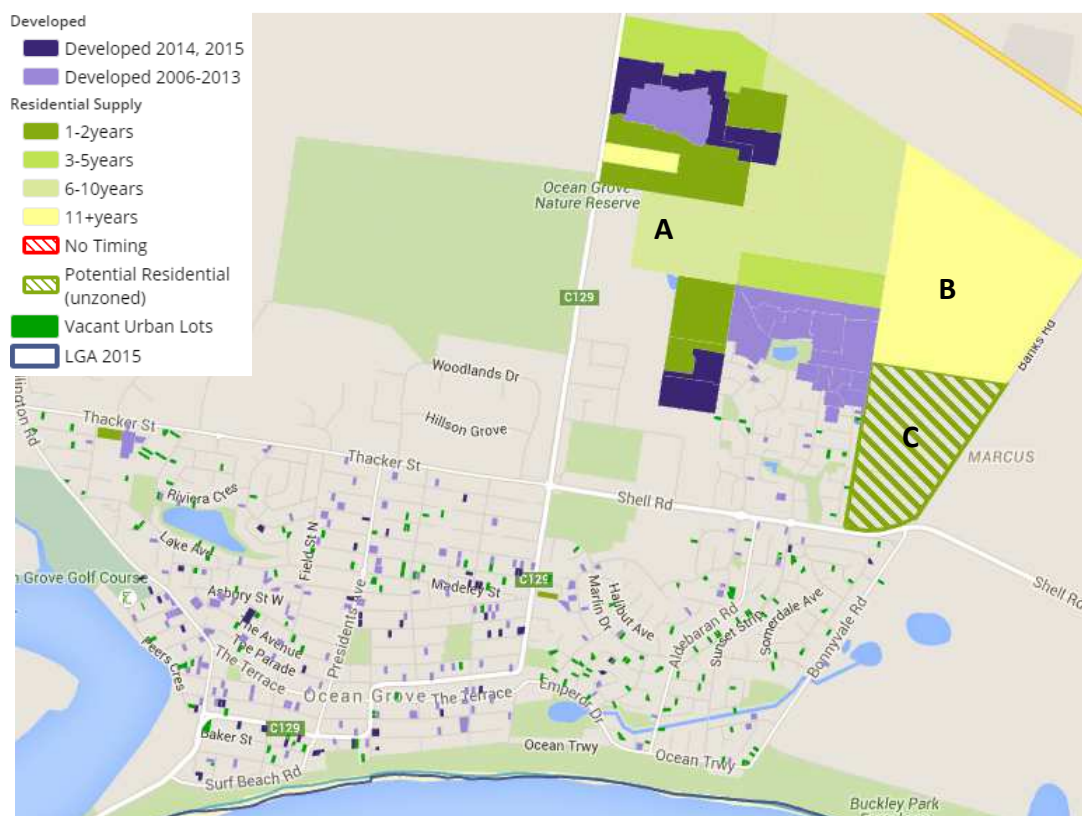 Developed
Developed 2014, 2015
Developed 2006-2013
Residential Supply
1-2years
3-5years
6-10years
11+years
No Timing
Potential Residential
(unzoned)
Vacant Urban Lots
LGA 2015
Ocean Grove
Nature Reserve
A
B
C
C129
Banks Rd
MARCUS
Woodlands Dr
Hillson Grove
Thacker St
Thacker St
Shell Rd
Shell Rd
Riviera Cres
Lake Ave
Field St N
Presidents Ave
Grove Golf Course
Asbury St W
The Avenue
The Parade
The Terrace
Peers Cres
Madeley St
C129
Marlin Dr
Halibut Ave
Aldebaran Rd
Sunset Strip
Somerdale Ave
Bonnyvale Rd
Ocean Grove
The Terrace
Emperor Dr
C129
Baker St
Surf Beach Rd
Ocean Trwy
Ocean Trwy
Buckley Park